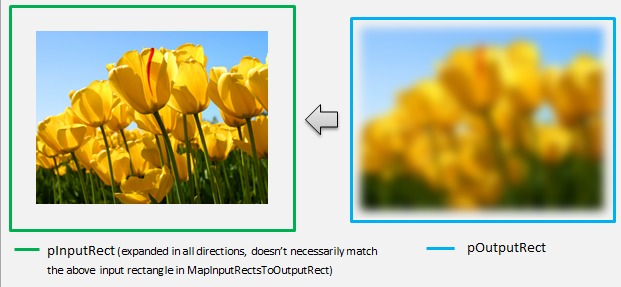 pInputRect (expanded in all directions, doesn't necessarily match
the above input rectangle in MapInputRectsToOutputRect)
pOutputRect